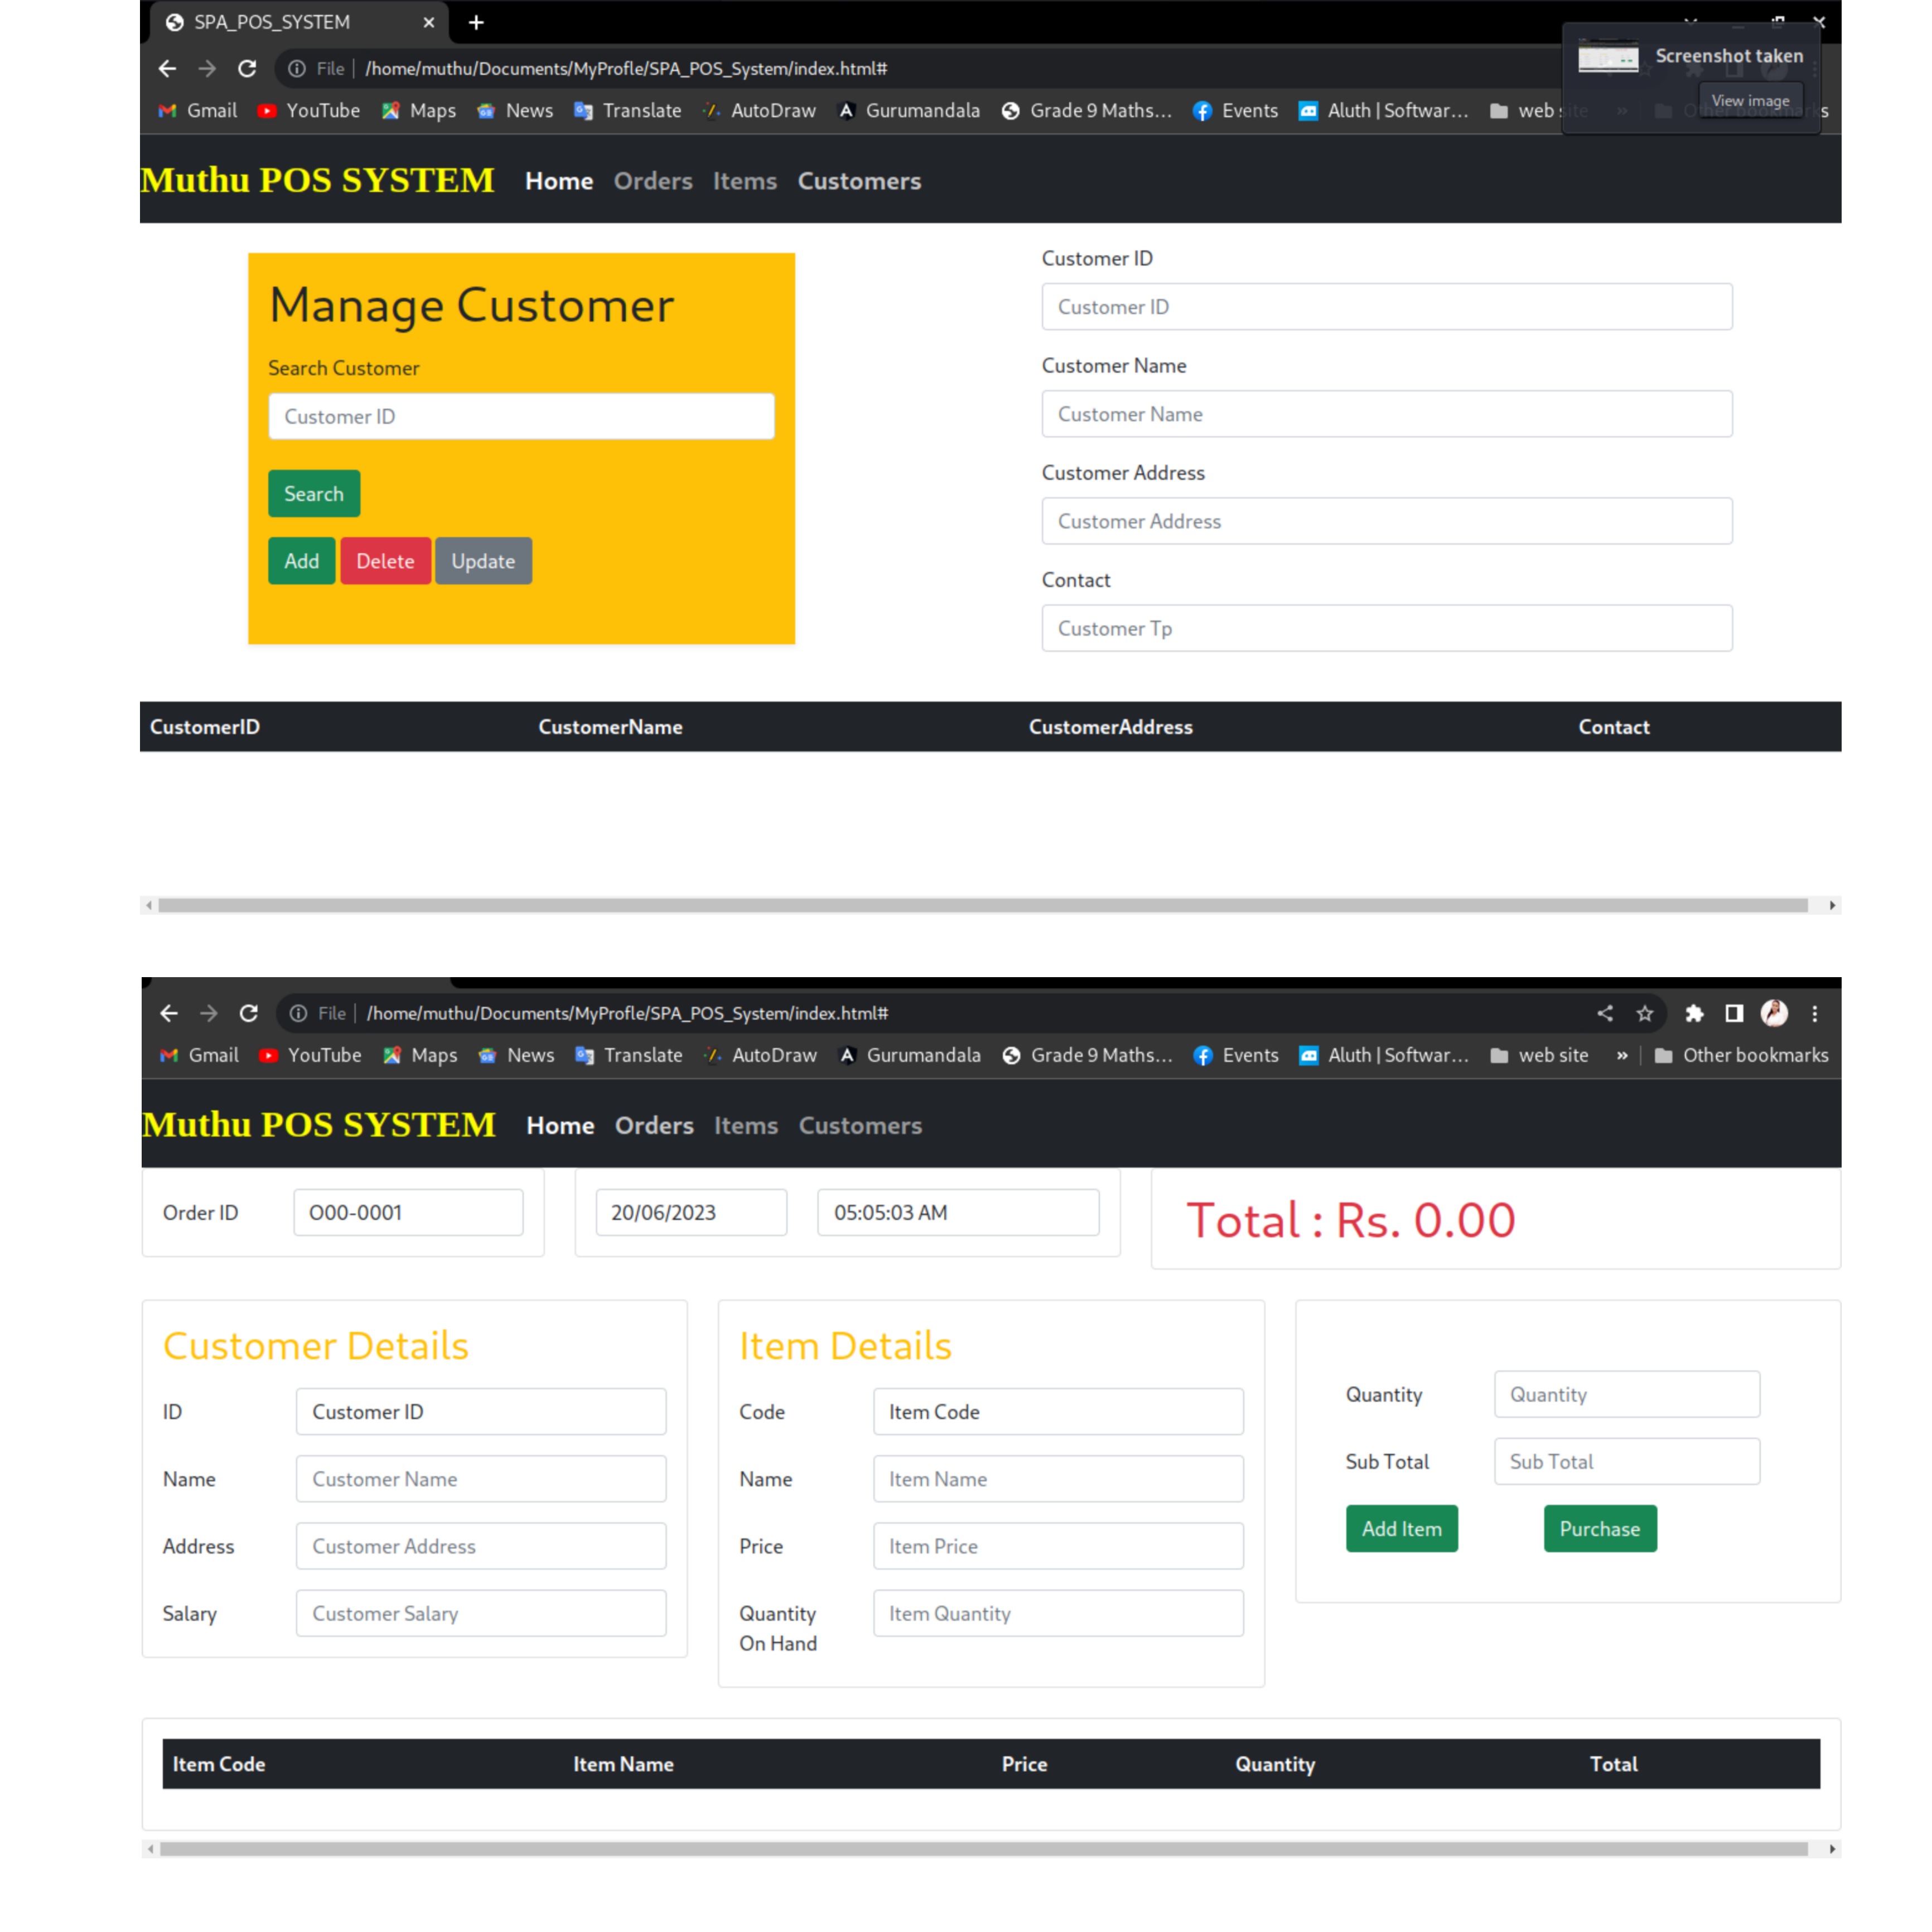 SPA_POS_SYSTEM
Screenshot taken
View image
File | /home/muthu/Documents/MyProfle/SPA_POS_System/index.html#
Gmail YouTube Maps News Translate AutoDraw Gurumandala Grade 9 Maths... Events Aluth | Softwar... web site » Other bookmarks
Muthu POS SYSTEM Home Orders Items Customers
Manage Customer
Search Customer
Customer ID
Search
Add Delete Update
Customer ID
Customer ID
Customer Name
Customer Name
Customer Address
Customer Address
Contact
Customer Tp
CustomerID CustomerName CustomerAddress Contact
File | /home/muthu/Documents/MyProfle/SPA_POS_System/index.html#
Gmail YouTube Maps News Translate AutoDraw Gurumandala Grade 9 Maths... Events Aluth | Softwar... web site » Other bookmarks
Muthu POS SYSTEM Home Orders Items Customers
Order ID O00-0001 20/06/2023 05:05:03 AM Total : Rs. 0.00
Customer Details
ID Customer ID
Name Customer Name
Address Customer Address
Salary Customer Salary
Item Details
Code Item Code
Name Item Name
Price Item Price
Quantity Item Quantity
On Hand
Quantity Quantity
Sub Total Sub Total
Add Item Purchase
Item Code Item Name Price Quantity Total